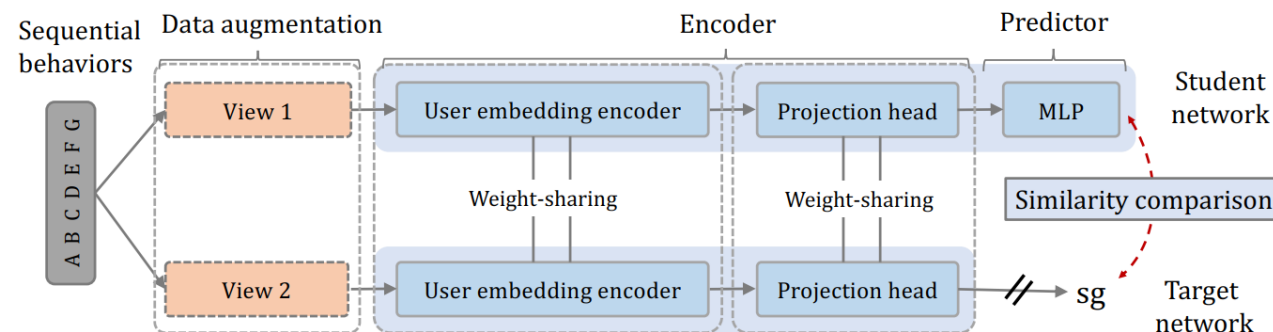 Sequential
behaviors
Data augmentation
Encoder
Predictor
A B C D E F G
View 1
User embedding encoder
Projection head
MLP
Student
network
Weight-sharing
Weight-sharing
Similarity comparison
View 2
User embedding encoder
Projection head
sg
Target
network